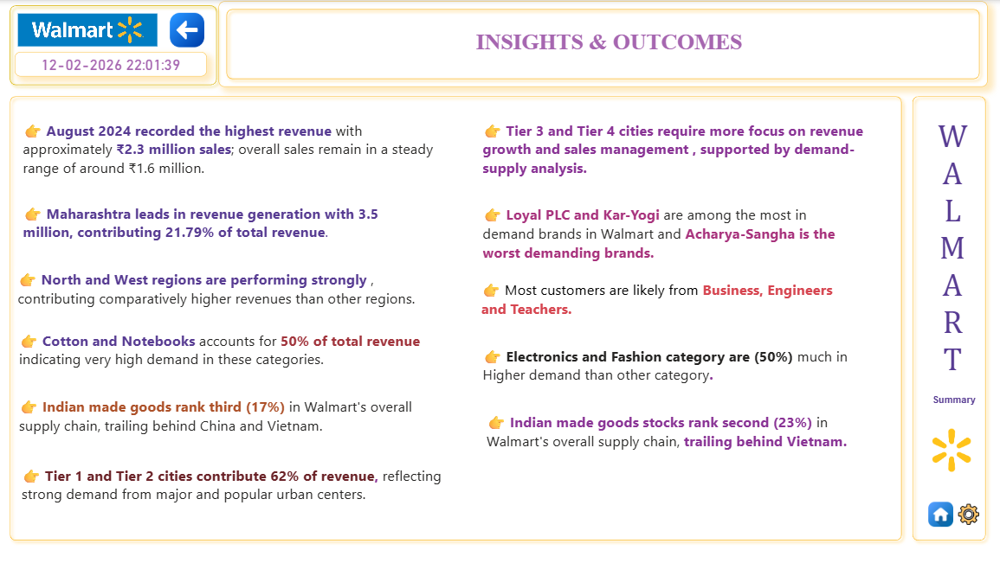 Walmart
12-02-2026 22:01:39
INSIGHTS & OUTCOMES
👉 August 2024 recorded the highest revenue with
approximately ₹2.3 million sales; overall sales remain in a steady
range of around ₹1.6 million.
👉 Maharashtra leads in revenue generation with 3.5
million, contributing 21.79% of total revenue.
👉 North and West regions are performing strongly ,
contributing comparatively higher revenues than other regions.
👉 Cotton and Notebooks accounts for 50% of total revenue
indicating very high demand in these categories.
👉 Indian made goods rank third (17%) in Walmart's overall
supply chain, trailing behind China and Vietnam.
👉 Tier 1 and Tier 2 cities contribute 62% of revenue, reflecting
strong demand from major and popular urban centers.
👉 Tier 3 and Tier 4 cities require more focus on revenue
growth and sales management , supported by demand-
supply analysis.
👉 Loyal PLC and Kar-Yogi are among the most in
demand brands in Walmart and Acharya-Sangha is the
worst demanding brands.
👉 Most customers are likely from Business, Engineers
and Teachers.
👉 Electronics and Fashion category are (50%) much in
Higher demand than other category.
👉 Indian made goods stocks rank second (23%) in
Walmart's overall supply chain, trailing behind Vietnam.
W
A
L
M
A
R
T
Summary